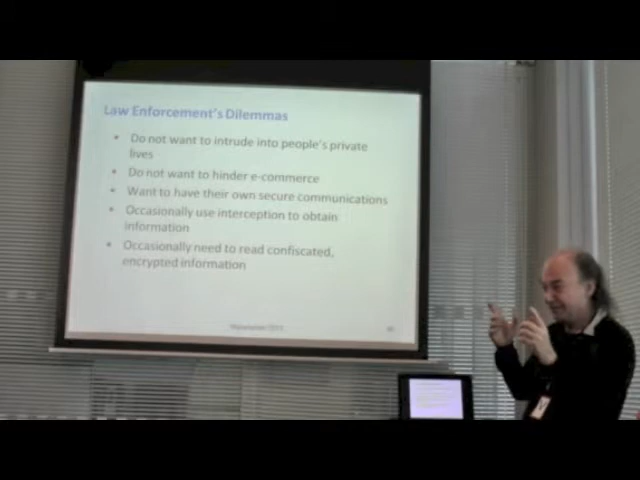 Law Enforcement's Dilemmas
• Do not want to intrude into people's private
lives
• Do not want to hinder e-commerce
• Want to have their own secure communications
• Occasionally use interception to obtain
information
• Occasionally need to read confiscated,
encrypted information